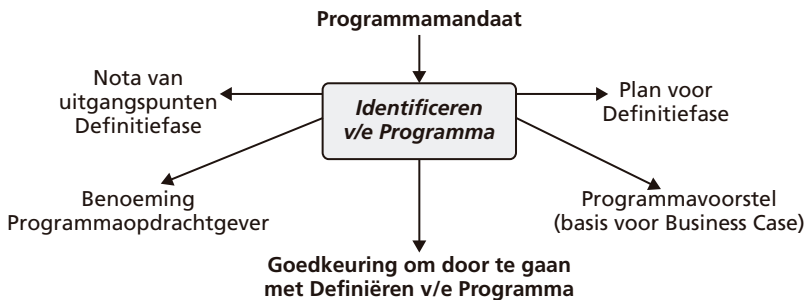 Programmamandaat
Nota van
uitgangspunten
Definitiefase
Identificeren
v/e Programma
Plan voor
Definitiefase
Benoeming
Programmaopdrachtgever
Programmavoorstel
(basis voor Business Case)
Goedkeuring om door te gaan
met Definiëren v/e Programma